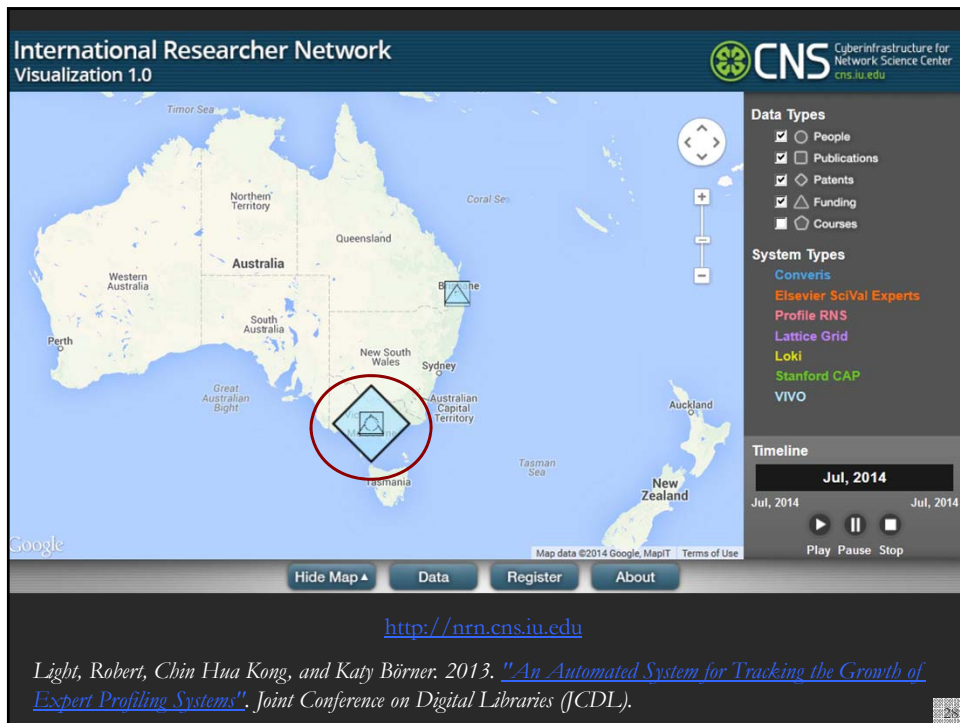 International Researcher Network
Visualization 1.0
CNS
Cyberinfrastructure for
Network Science Center
cns.iu.edu
Timor Sea
Northern
Territory
Coral Sea
Queensland
Australia
Western
Australia
South
Australia
Brisbane
Perth
New South
Wales
Sydney
Great
Australian
Bight
Australian
Capital
Territory
Auckland
Tasman
Sea
Tasmania
New
Zealand
Google
Map data ©2014 Google, MapIT
Terms of Use
Data Types
People
Publications
Patents
Funding
Courses
System Types
Converis
Elsevier SciVal Experts
Profile RNS
Lattice Grid
Loki
Stanford CAP
VIVO
Timeline
Jul, 2014
Jul, 2014 Jul, 2014
Play Pause Stop
Hide Map ▴ Data Register About
http://nrn.cns.iu.edu
Light, Robert, Chin Hua Kong, and Katy Börner. 2013. "An Automated System for Tracking the Growth of
Expert Profiling Systems". Joint Conference on Digital Libraries (JCDL).
28